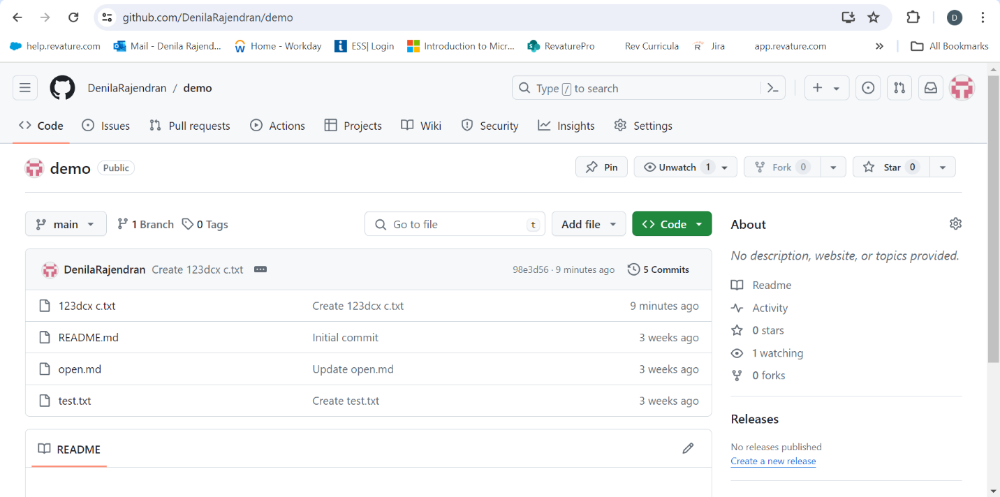 github.com/DenilaRajendran/demo
D
help.revature.com Mail - Denila Rajend... Home - Workday ESS| Login Introduction to Micr... RevaturePro Rev Curricula Jira app.revature.com » All Bookmarks
DenilaRajendran / demo Type / to search
Code Issues Pull requests Actions Projects Wiki Security Insights Settings
demo Public Pin Unwatch 1 Fork 0 Star 0
main 1 Branch 0 Tags Go to file t Add file Code
DenilaRajendran Create 123dcx c.txt 98e3d56 · 9 minutes ago 5 Commits
123dcx c.txt Create 123dcx c.txt 9 minutes ago
README.md Initial commit 3 weeks ago
open.md Update open.md 3 weeks ago
test.txt Create test.txt 3 weeks ago
README
About
No description, website, or topics provided.
Readme
Activity
0 stars
1 watching
0 forks
Releases
No releases published
Create a new release